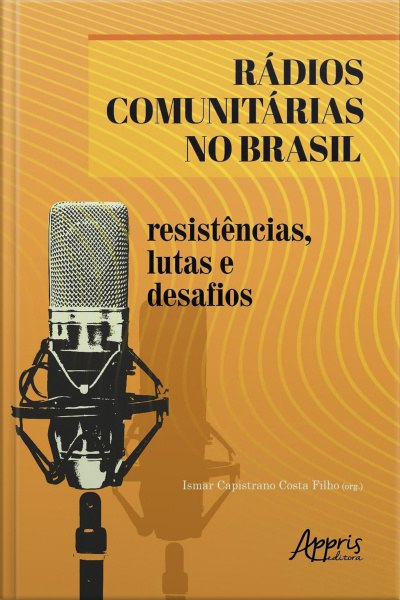 RÁDIOS
COMUNITÁRIAS
NO BRASIL
resistências,
lutas e
desafios
Ismar Capistrano Costa Filho (org.)
Appris
editora